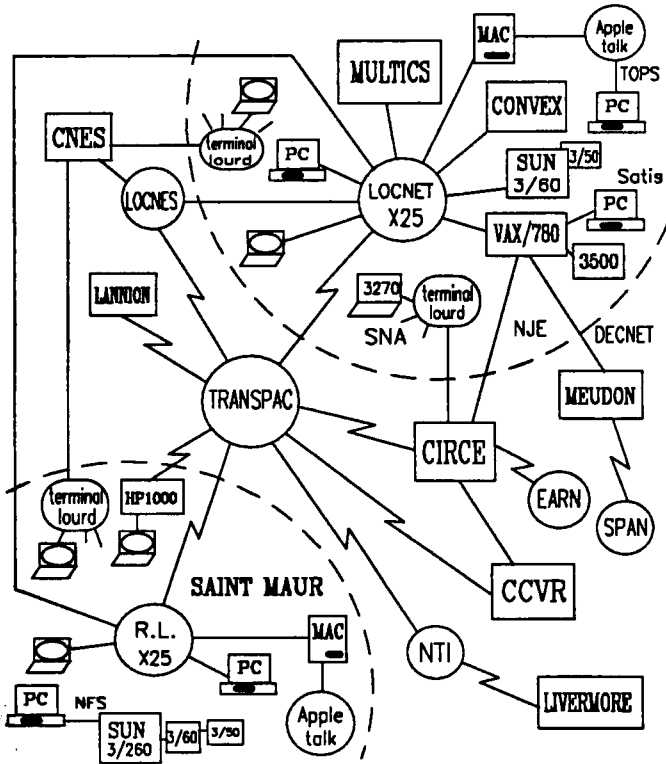 MAC
Apple
talk
TOPS
PC
MULTICS
CONVEX
CNES
terminal
lourd
PC
SUN
3/60
3/50
LOCNES
LOCNET
X25
Satis
PC
VAX/780
3500
LANNION
3270
terminal
lourd
SNA
NJE
DECNET
TRANSPAC
MEUDON
CIRCE
EARN
SPAN
terminal
lourd
HP1000
SAINT MAUR
CCVR
R.L.
X25
MAC
PC
NTI
PC
NFS
SUN
3/260
3/60
3/50
Apple
talk
LIVERMORE